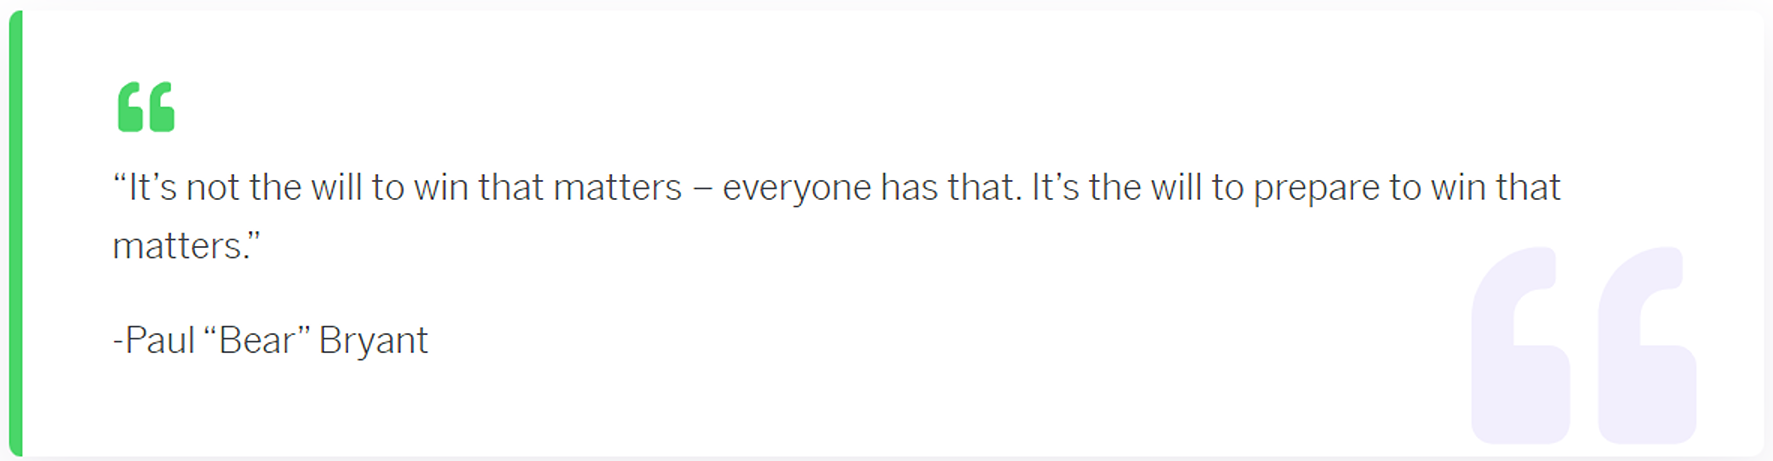 “It’s not the will to win that matters – everyone has that. It’s the will to prepare to win that
matters.”
-Paul “Bear” Bryant